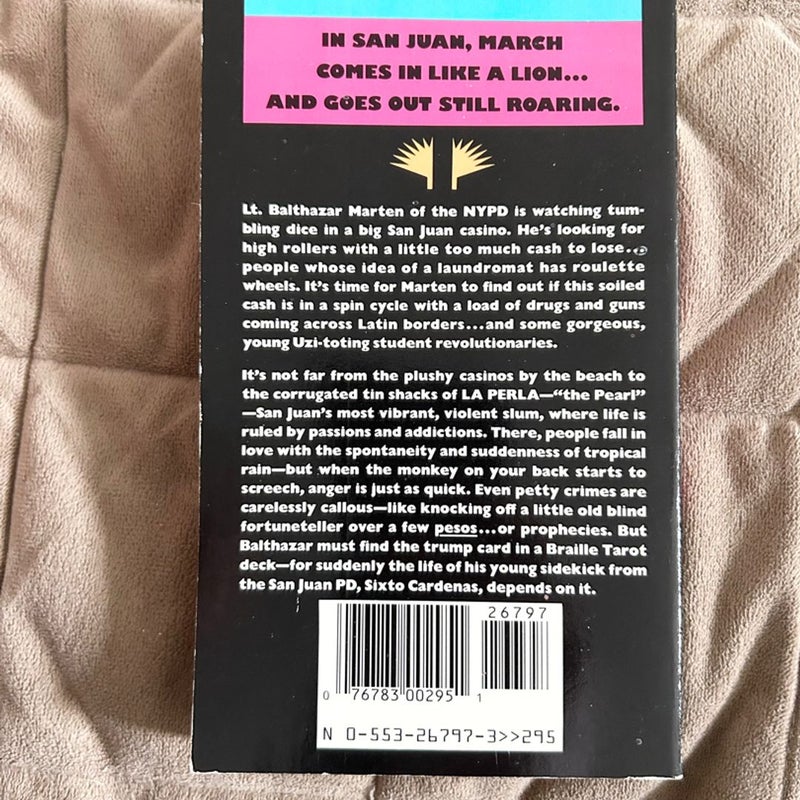 IN SAN JUAN, MARCH
COMES IN LIKE A LION...
AND GOES OUT STILL ROARING.
Lt. Balthazar Marten of the NYPD is watching tum-
bling dice in a big San Juan casino. He's looking for
high rollers with a little too much cash to lose...
people whose idea of a laundromat has roulette
wheels. It's time for Marten to find out if this soiled
cash is in a spin cycle with a load of drugs and guns
coming across Latin borders...and some gorgeous,
young Uzi-toting student revolutionaries.
It's not far from the plushy casinos by the beach to
the corrugated tin shacks of LA PERLA—"the Pearl"
—San Juan's most vibrant, violent slum, where life is
ruled by passions and addictions. There, people fall in
love with the spontaneity and suddenness of tropical
rain—but when the monkey on your back starts to
screech, anger is just as quick. Even petty crimes are
carelessly callous—like knocking off a little old blind
fortuneteller over a few pesos...or prophecies. But
Balthazar must find the trump card in a Braille Tarot
deck—for suddenly the life of his young sidekick from
the San Juan PD, Sixto Cardenas, depends on it.
26797
0 76783 00295 1
N 0-553-26797-3>>295